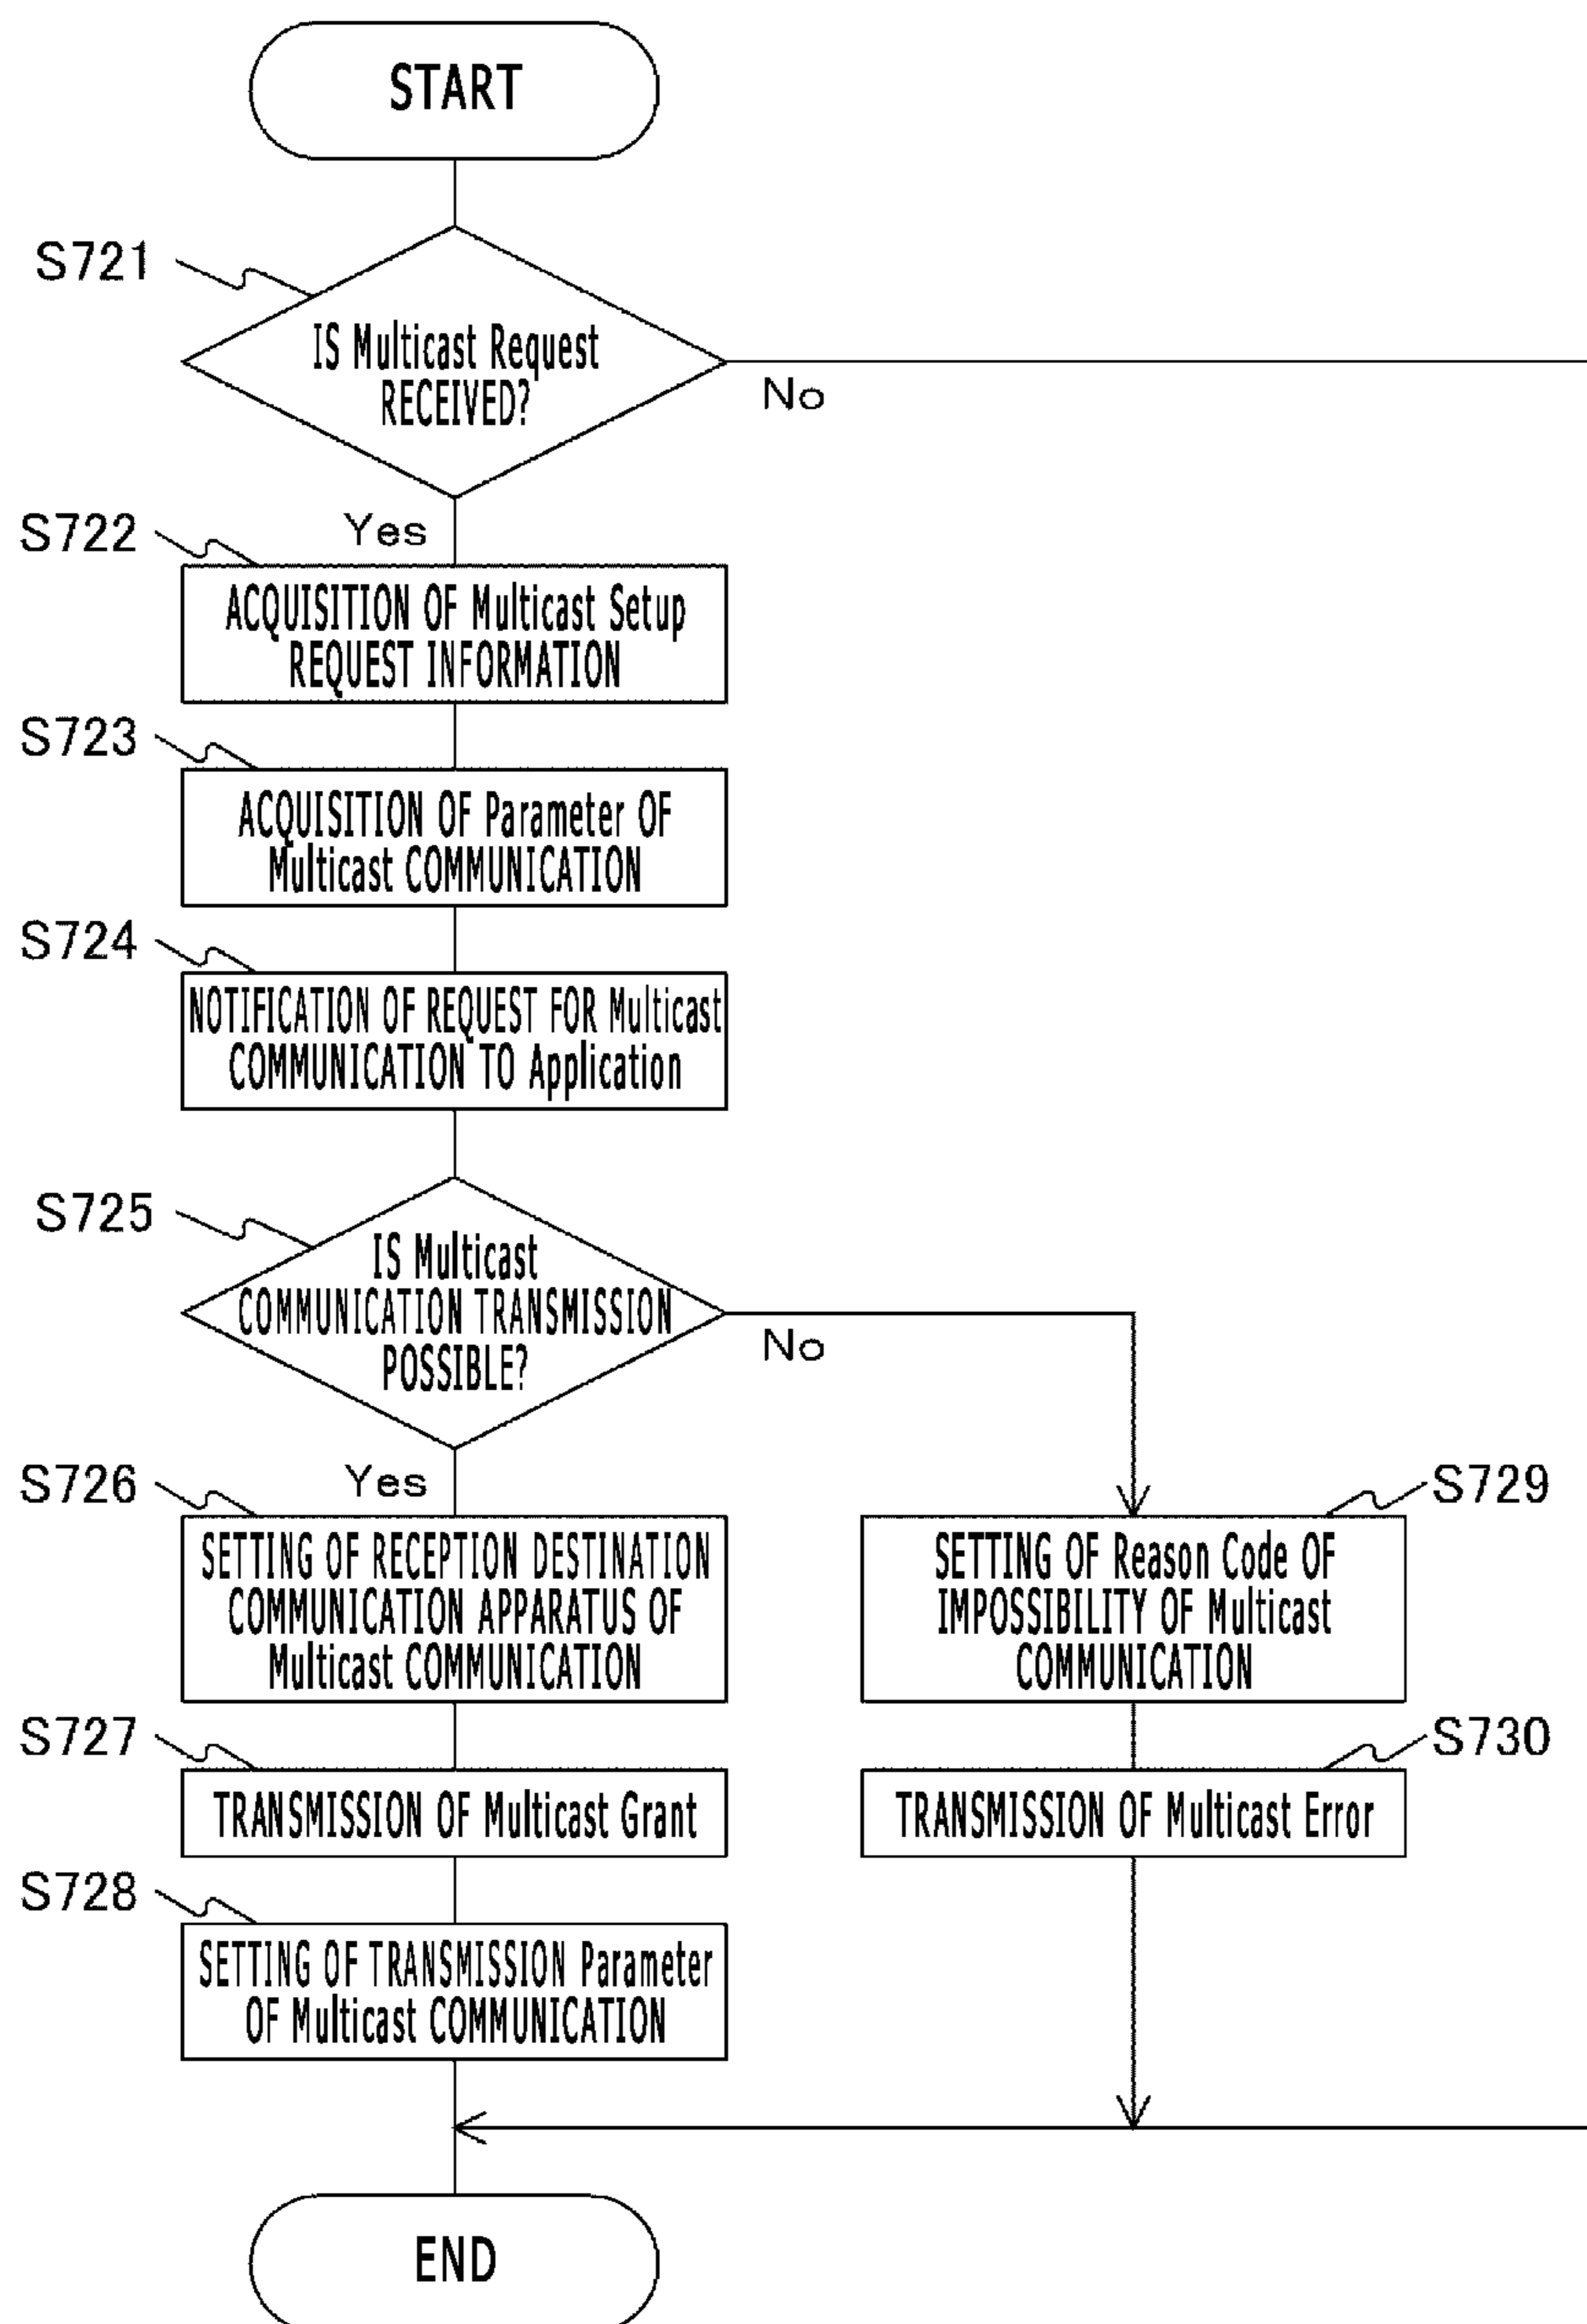 START
S721
IS Multicast Request
RECEIVED?
No
Yes
S722
ACQUISITION OF Multicast Setup
REQUEST INFORMATION
S723
ACQUISITION OF Parameter OF
Multicast COMMUNICATION
S724
NOTIFICATION OF REQUEST FOR Multicast
COMMUNICATION TO Application
S725
IS Multicast
COMMUNICATION TRANSMISSION
POSSIBLE?
No
Yes
S726
SETTING OF RECEPTION DESTINATION
COMMUNICATION APPARATUS OF
Multicast COMMUNICATION
S729
SETTING OF Reason Code OF
IMPOSSIBILITY OF Multicast
COMMUNICATION
S727
TRANSMISSION OF Multicast Grant
S730
TRANSMISSION OF Multicast Error
S728
SETTING OF TRANSMISSION Parameter
OF Multicast COMMUNICATION
END